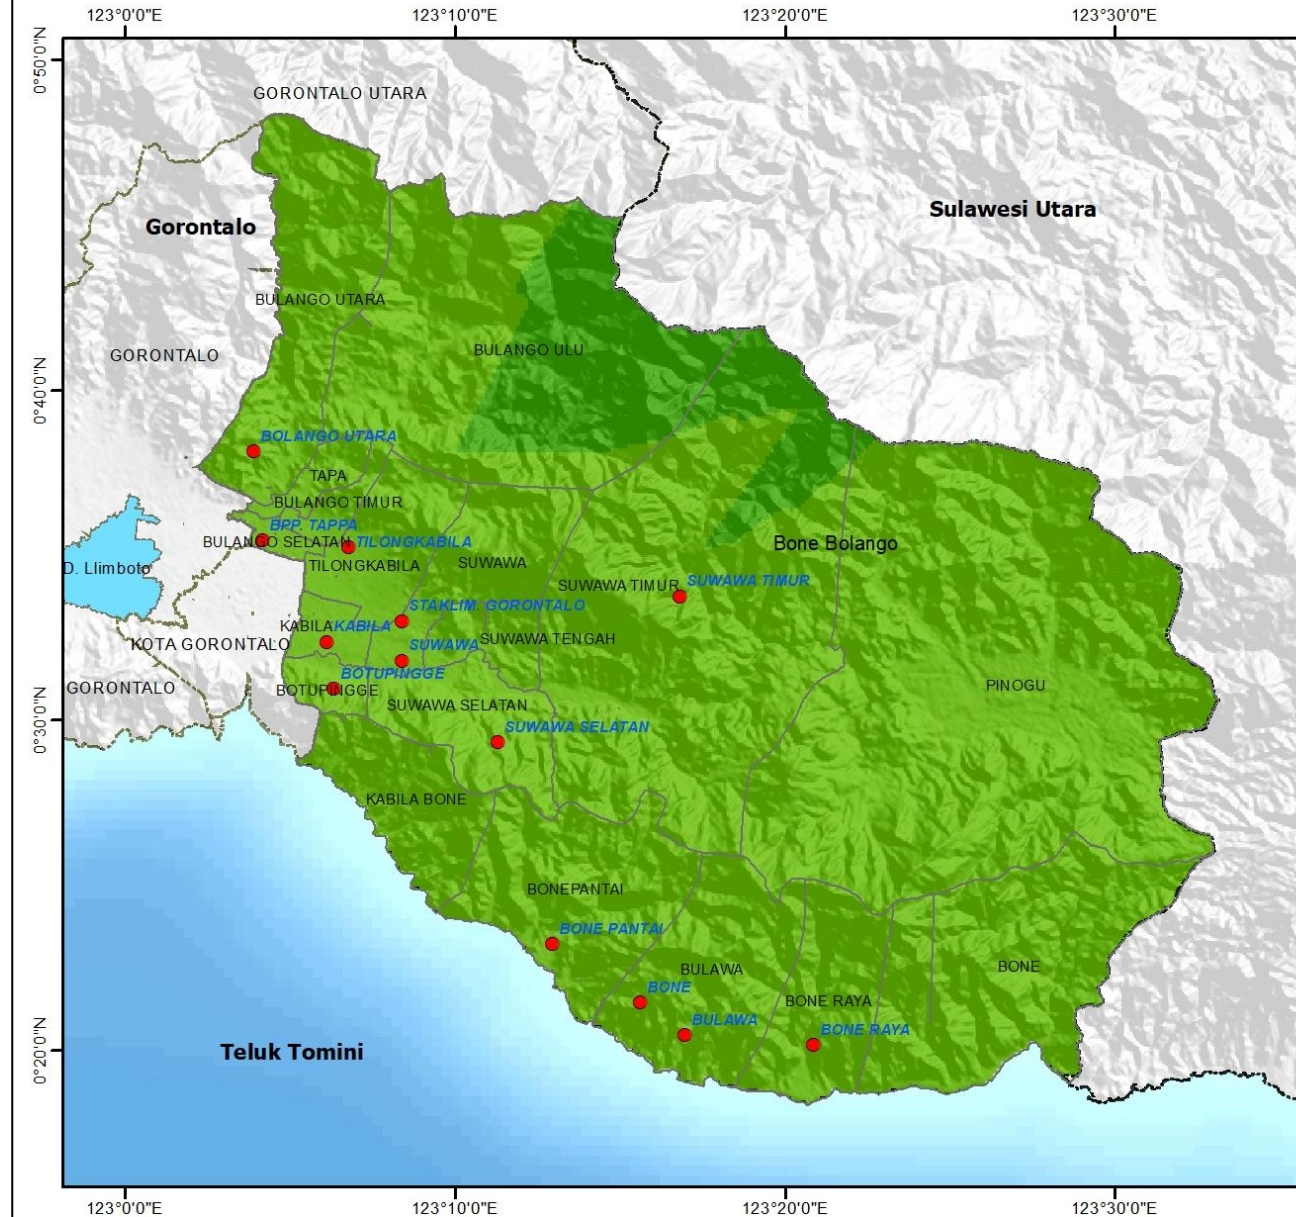 123°0'0"E
123°10'0"E
123°20'0"E
123°30'0"E
0°50'0"N
GORONTALO UTARA
Sulawesi Utara
Gorontalo
BULANGO UTARA
BULANGO ULU
GORONTALO
0°40'0"N
BOLANGO UTARA
TAPA
BULANGO TIMUR
BPP. TAPPA
BULANGO SELATAN
TILONGKABILA
Bone Bolango
TILONGKABILA
SUWAWA
D. Llimboto
SUWAWA TIMUR
SUWAWA TIMUR
STAKLIM. GORONTALO
KABILA
KABILA
SUWAWA TENGAH
KOTA GORONTALO
SUWAWA
BOTUPINGGE
GORONTALO
BOTUPINGGE
PINOGU
SUWAWA SELATAN
0°30'0"N
SUWAWA SELATAN
KABILA BONE
BONEPANTAI
BONE PANTAI
BULAWA
BONE
BONE
BONE RAYA
BULAWA
BONE RAYA
0°20'0"N
Teluk Tomini
123°0'0"E
123°10'0"E
123°20'0"E
123°30'0"E